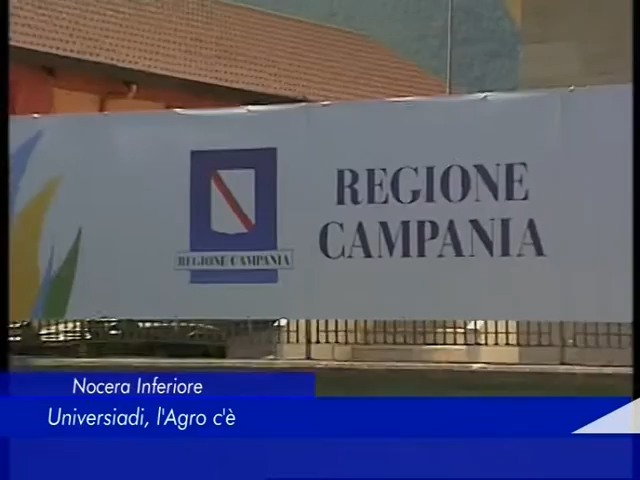 REGIONE CAMPANIA
REGIONE
CAMPANIA
Nocera Inferiore
Universiadi, l'Agro c'è